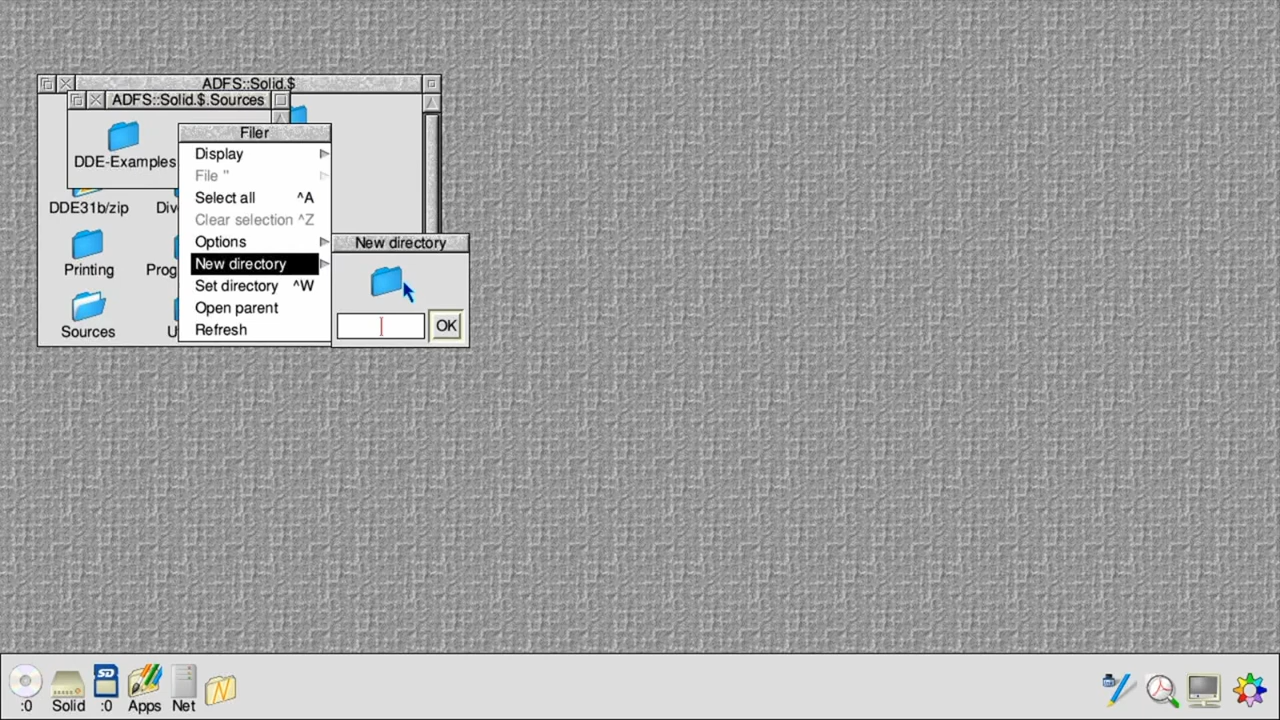 ADFS::Solid.$
ADFS::Solid.$.Sources
DDE-Examples
Filer
Display
File ''
Select all ^A
Clear selection ^Z
Options
New directory
Set directory ^W
Open parent
Refresh
New directory
OK
DDE31b/zip
Printing
Sources
:0
Solid
SD
:0
Apps
Net